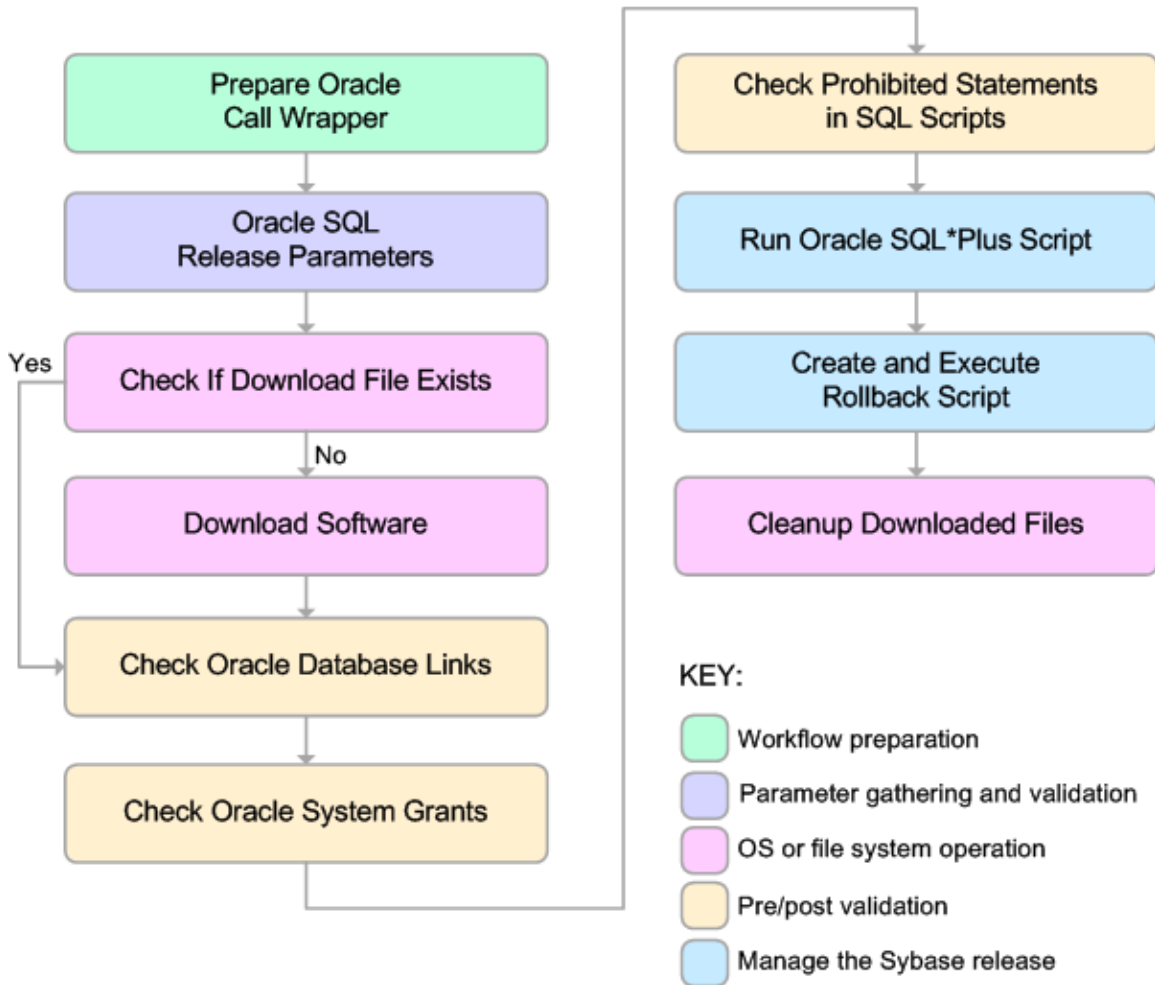 Prepare Oracle
Call Wrapper
Oracle SQL
Release Parameters
Yes
Check If Download File Exists
No
Download Software
Check Oracle Database Links
Check Oracle System Grants
Check Prohibited Statements
in SQL Scripts
Run Oracle SQL*Plus Script
Create and Execute
Rollback Script
Cleanup Downloaded Files
KEY:
Workflow preparation
Parameter gathering and validation
OS or file system operation
Pre/post validation
Manage the Sybase release